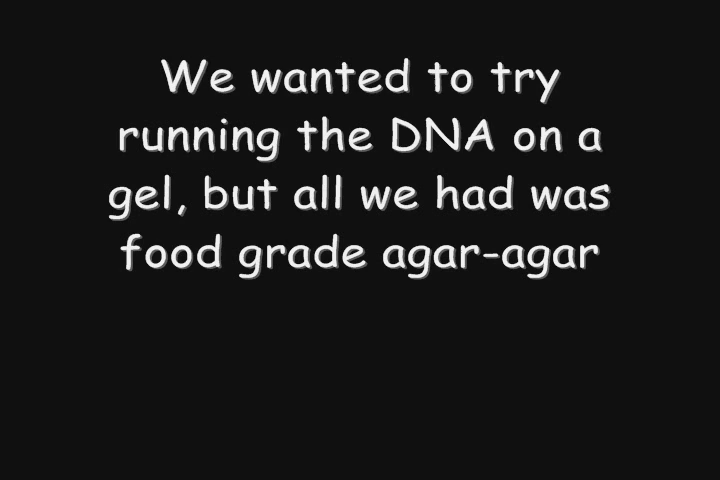 We wanted to try
running the DNA on a
gel, but all we had was
food grade agar-agar